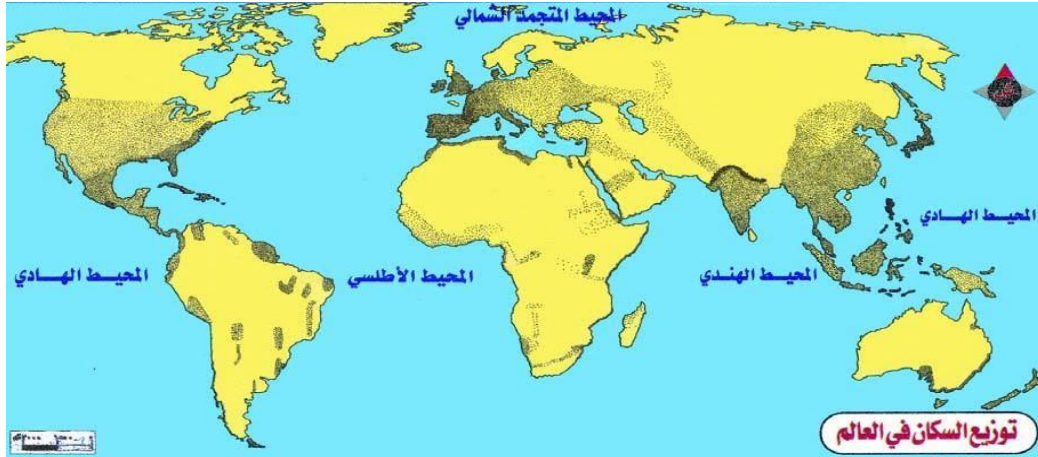 المحيط المتجمد الشمالي
المحيط الهادي
المحيط الهادي
المحيط الأطلسي
المحيط الهندي
توزيع السكان في العالم